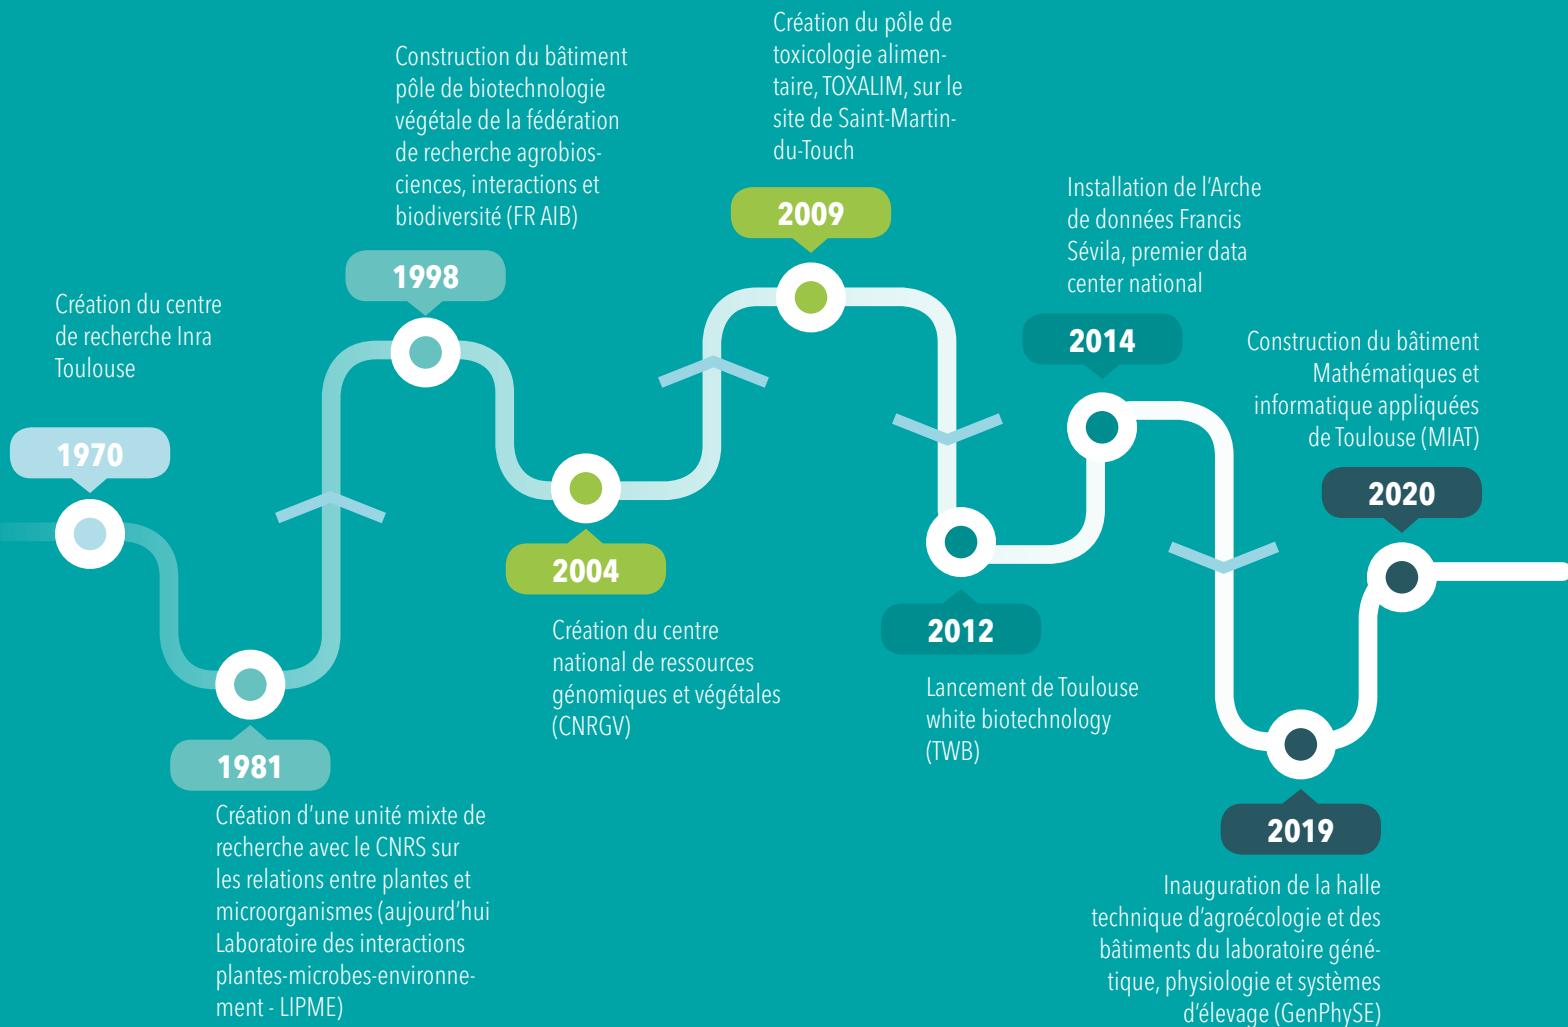 Création du centre
de recherche Inra
Toulouse
1970
1981
Création d’une unité mixte de
recherche avec le CNRS sur
les relations entre plantes et
microorganismes (aujourd’hui
Laboratoire des interactions
plantes-microbes-environne-
ment - LIPME)
Construction du bâtiment
pôle de biotechnologie
végétale de la fédération
de recherche agrobios-
ciences, interactions et
biodiversité (FR AIB)
1998
2004
Création du centre
national de ressources
génomiques et végétales
(CNRGV)
Création du pôle de
toxicologie alimen-
taire, TOXALIM, sur le
site de Saint-Martin-
du-Touch
2009
2012
Lancement de Toulouse
white biotechnology
(TWB)
Installation de l’Arche
de données Francis
Sévila, premier data
center national
2014
2019
Inauguration de la halle
technique d’agroécologie et des
bâtiments du laboratoire géné-
tique, physiologie et systèmes
d’élevage (GenPhySE)
Construction du bâtiment
Mathématiques et
informatique appliquées
de Toulouse (MIAT)
2020